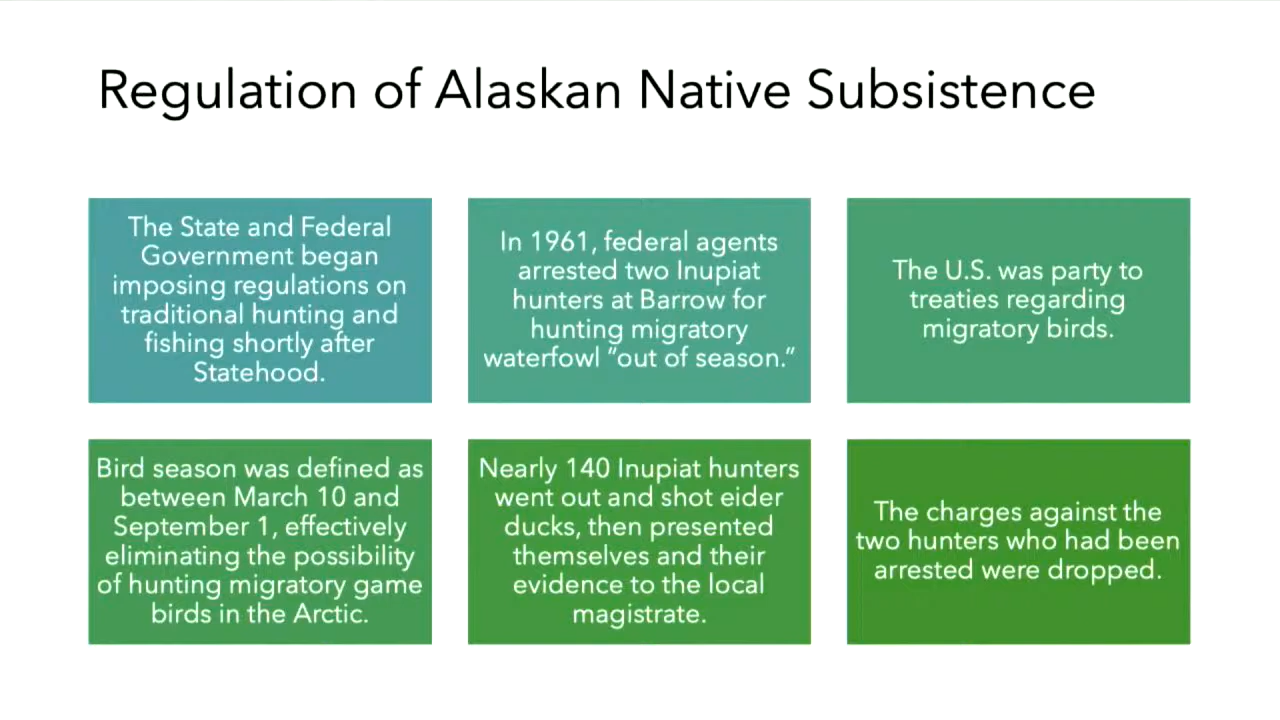 Regulation of Alaskan Native Subsistence
The State and Federal
Government began
imposing regulations on
traditional hunting and
fishing shortly after
Statehood.
In 1961, federal agents
arrested two Inupiat
hunters at Barrow for
hunting migratory
waterfowl "out of season."
The U.S. was party to
treaties regarding
migratory birds.
Bird season was defined as
between March 10 and
September 1, effectively
eliminating the possibility
of hunting migratory game
birds in the Arctic.
Nearly 140 Inupiat hunters
went out and shot eider
ducks, then presented
themselves and their
evidence to the local
magistrate.
The charges against the
two hunters who had been
arrested were dropped.